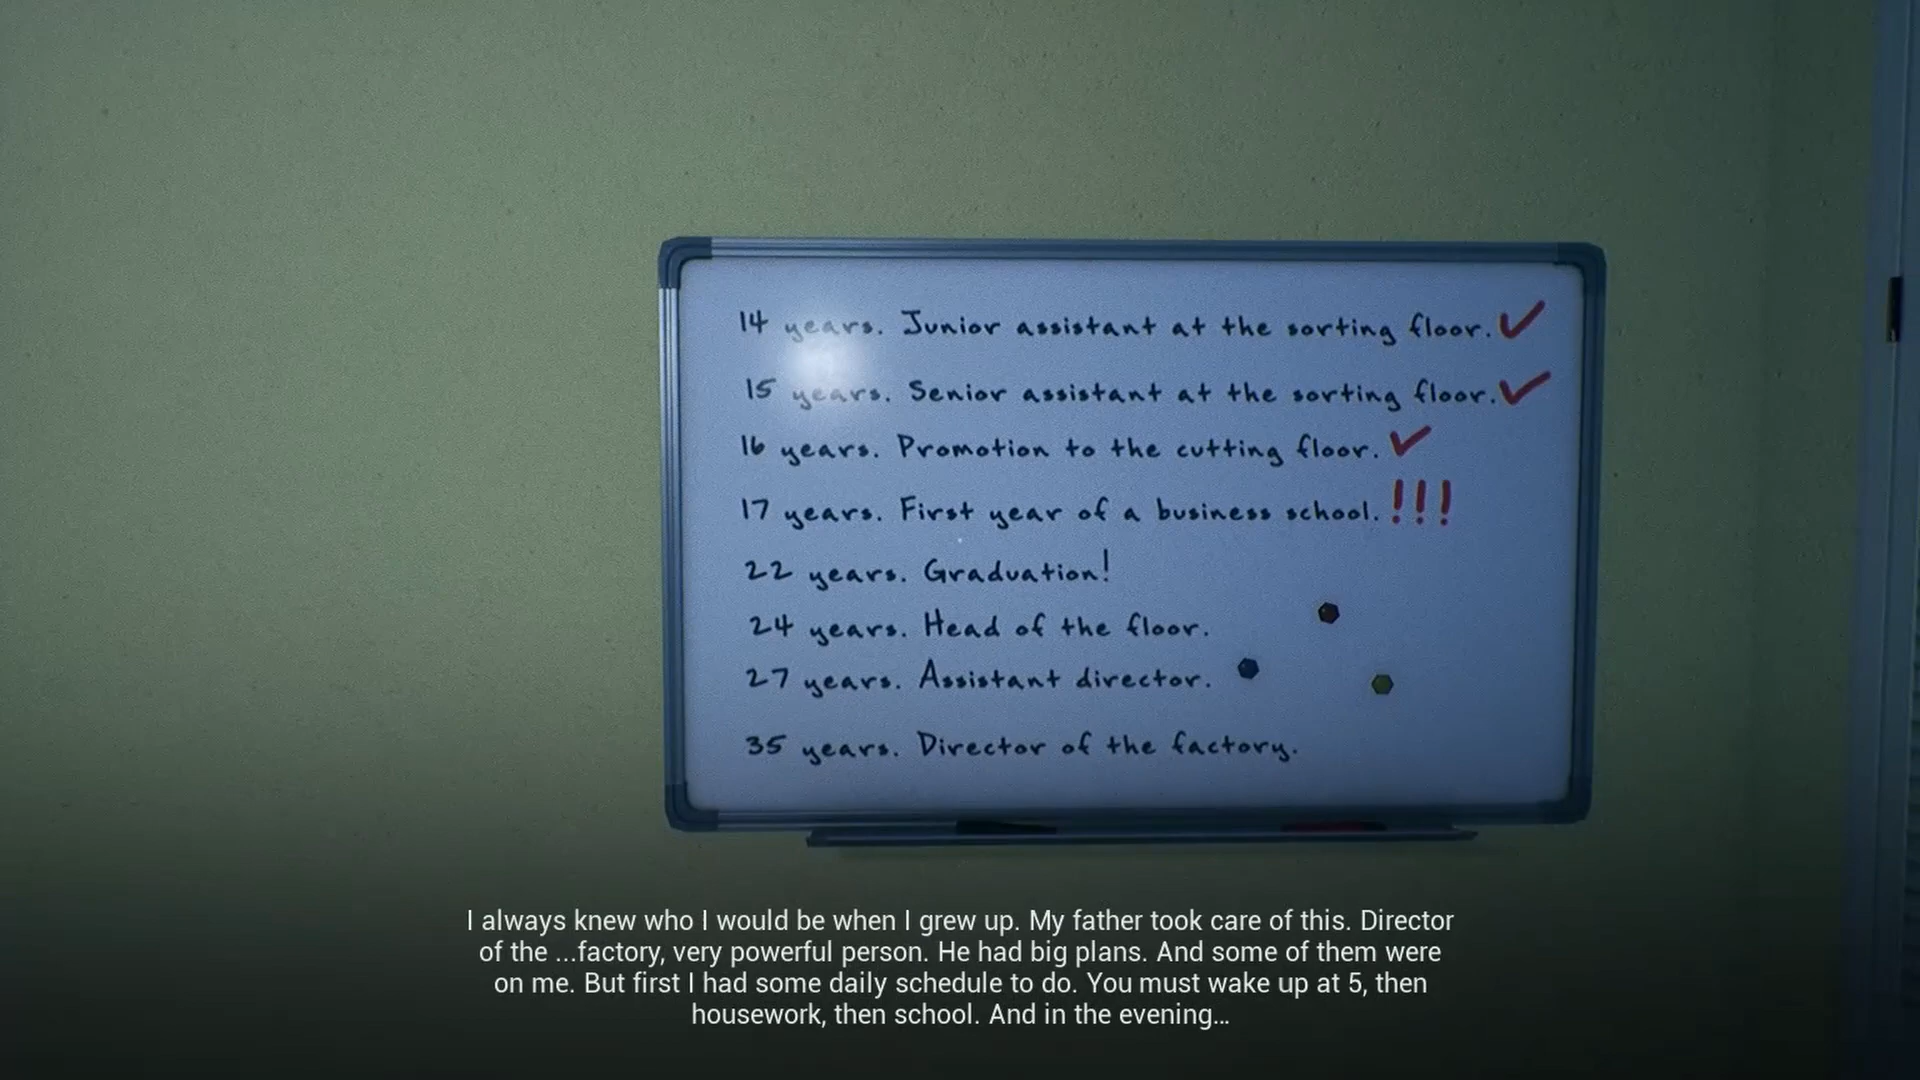 14 years. Junior assistant at the sorting floor.
15 years. Senior assistant at the sorting floor.
16 years. Promotion to the cutting floor.
17 years. First year of a business school. !!!
22 years. Graduation!
24 years. Head of the floor.
27 years. Assistant director.
35 years. Director of the factory.
I always knew who I would be when I grew up. My father took care of this. Director
of the ...factory, very powerful person. He had big plans. And some of them were
on me. But first I had some daily schedule to do. You must wake up at 5, then
housework, then school. And in the evening...